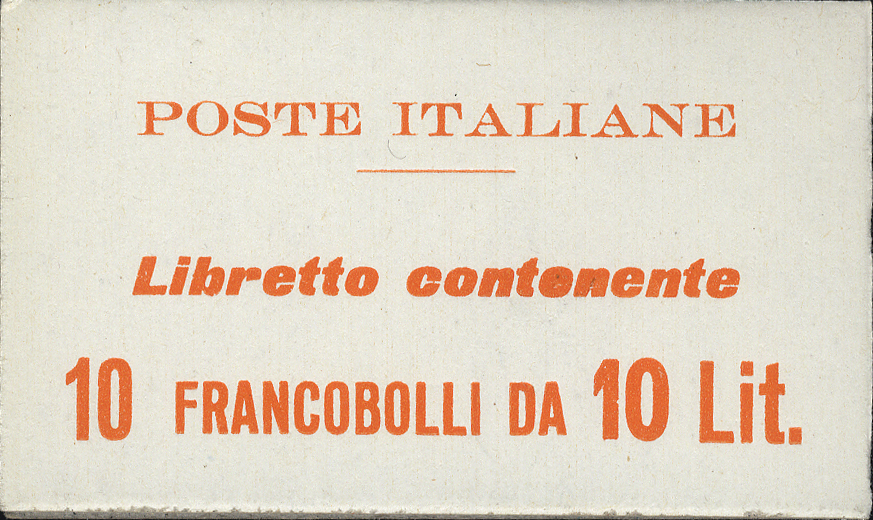 POSTE ITALIANE
Libretto contenente
10 FRANCOBOLLI DA 10 Lit.